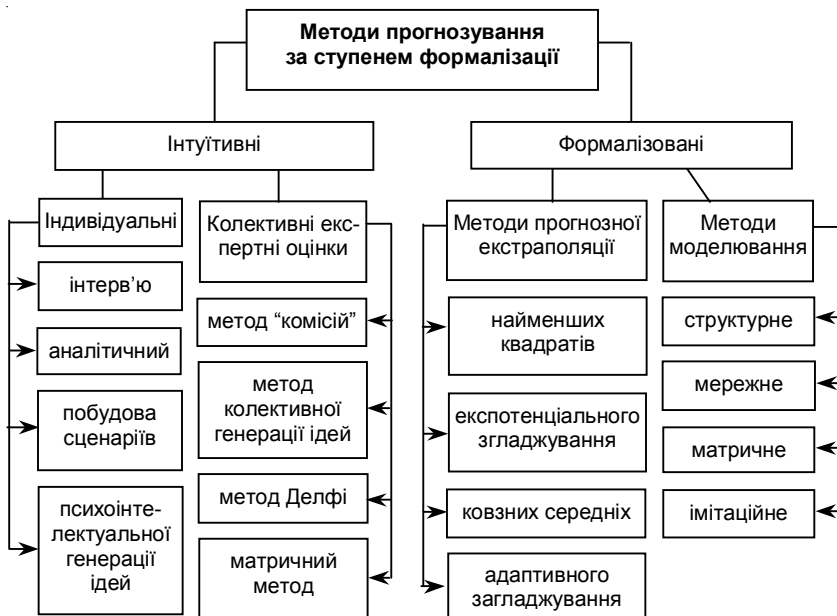 Методи прогнозування
за ступенем формалізації
Інтуїтивні
Формалізовані
Індивідуальні
інтерв’ю
аналітичний
побудова
сценаріїв
психоінте-
лектуальної
генерації
ідей
Колективні екс-
пертні оцінки
метод “комісій”
метод
колективної
генерації ідей
метод Делфі
матричний
метод
Методи прогнозної
екстраполяції
найменших
квадратів
експотенціального
згладжування
ковзних середніх
адаптивного
загладжування
Методи
моделювання
структурне
мережне
матричне
імітаційне